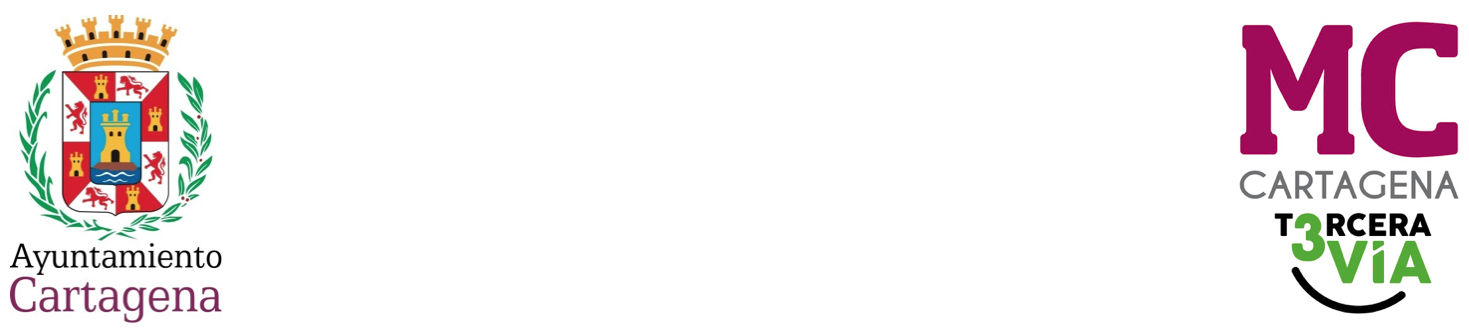 Ayuntamiento
Cartagena
MC
CARTAGENA
T3RCERA
VÍA